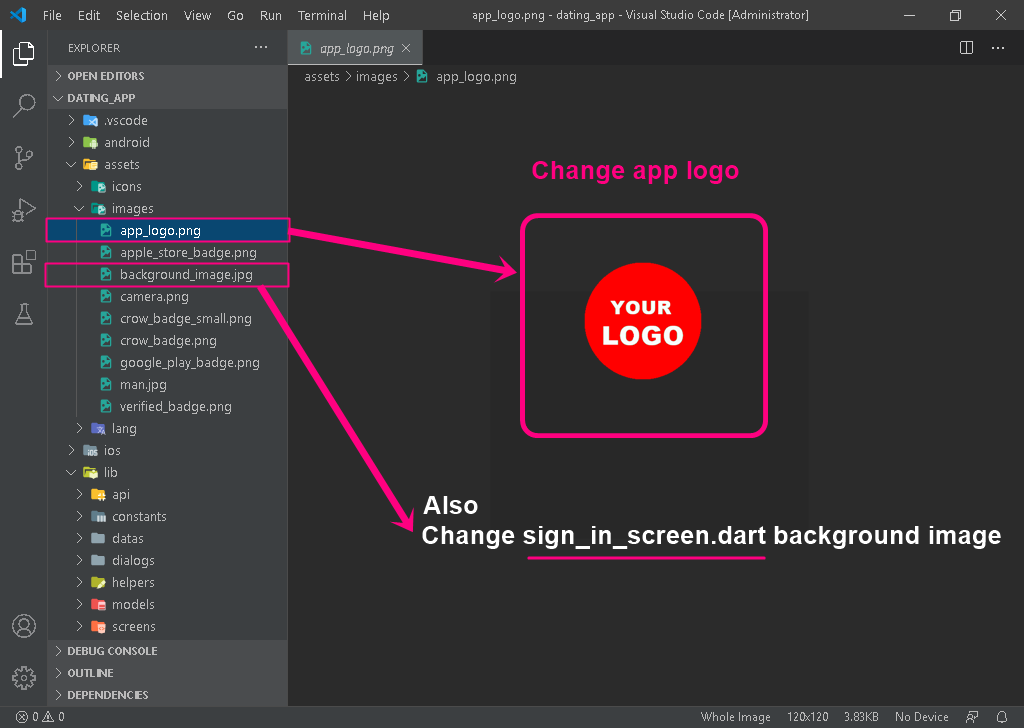 File Edit Selection View Go Run Terminal Help app_logo.png - dating_app - Visual Studio Code [Administrator]
EXPLORER
app_logo.png
OPEN EDITORS
assets > images > app_logo.png
DATING_APP
.vscode
android
assets
icons
images
app_logo.png
apple_store_badge.png
background_image.jpg
camera.png
crow_badge_small.png
crow_badge.png
google_play_badge.png
man.jpg
verified_badge.png
lang
ios
lib
api
constants
datas
dialogs
helpers
models
screens
DEBUG CONSOLE
OUTLINE
DEPENDENCIES
Change app logo
YOUR
LOGO
Also
Change sign_in_screen.dart background image
0 0 Whole Image 120x120 3.83KB No Device